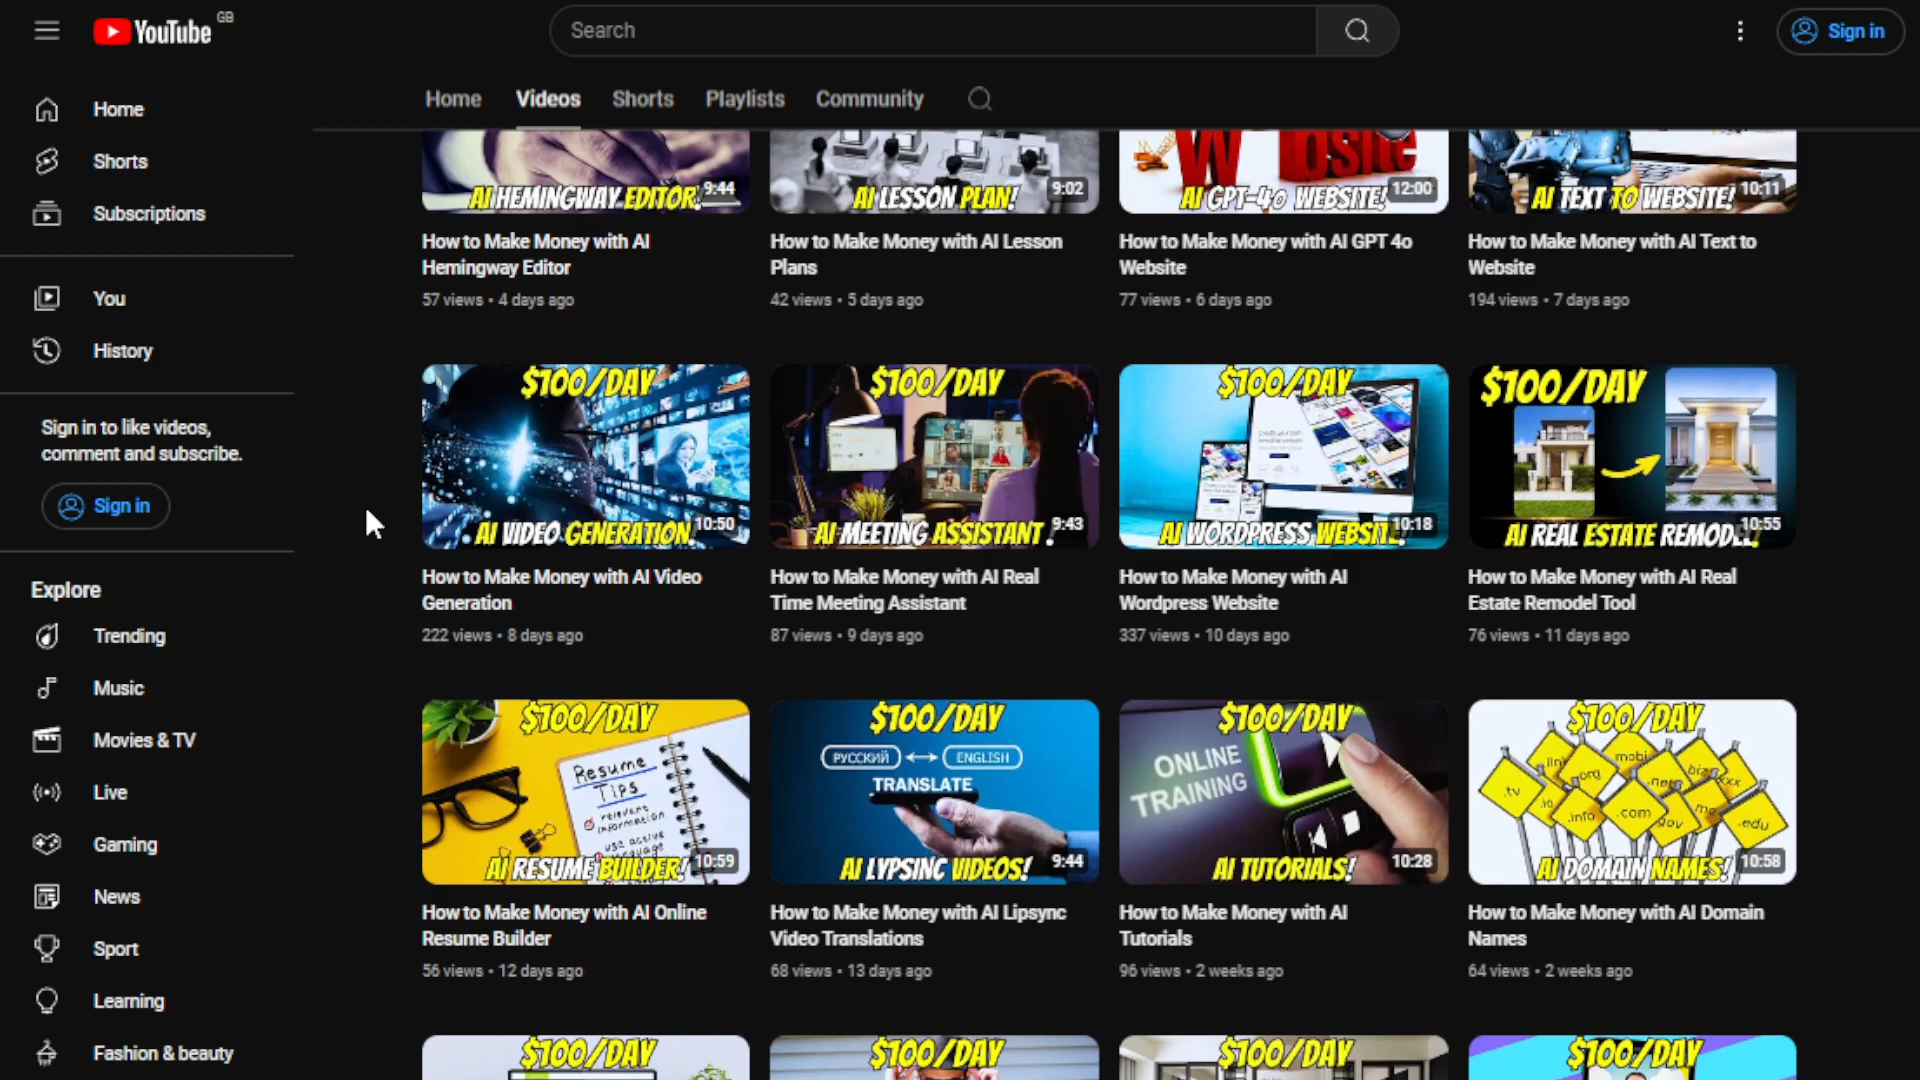 YouTube GB
Search
Sign in
Home
Shorts
Subscriptions
You
History
Sign in to like videos,
comment and subscribe.
Sign in
Explore
Trending
Music
Movies & TV
Live
Gaming
News
Sport
Learning
Fashion & beauty
Home Videos Shorts Playlists Community
AI HEMINGWAY EDITOR! 9:44
How to Make Money with AI
Hemingway Editor
57 views • 4 days ago
AI LESSON PLAN! 9:02
How to Make Money with AI Lesson
Plans
42 views • 5 days ago
AI GPT-4o WEBSITE! 12:00
How to Make Money with AI GPT 4o
Website
77 views • 6 days ago
AI TEXT TO WEBSITE! 10:11
How to Make Money with AI Text to
Website
194 views • 7 days ago
$100/DAY
AI VIDEO GENERATION! 10:50
How to Make Money with AI Video
Generation
222 views • 8 days ago
$100/DAY
AI MEETING ASSISTANT! 9:43
How to Make Money with AI Real
Time Meeting Assistant
87 views • 9 days ago
$100/DAY
AI WORDPRESS WEBSITE! 10:18
How to Make Money with AI
Wordpress Website
337 views • 10 days ago
$100/DAY
AI REAL ESTATE REMODEL! 10:55
How to Make Money with AI Real
Estate Remodel Tool
76 views • 11 days ago
$100/DAY
Resume
Tips
relevant
information
use active
language
AI RESUME BUILDER! 10:59
How to Make Money with AI Online
Resume Builder
56 views • 12 days ago
$100/DAY
РУССКИЙ ENGLISH
TRANSLATE
AI LYPSINC VIDEOS! 9:44
How to Make Money with AI Lipsync
Video Translations
68 views • 13 days ago
$100/DAY
ONLINE
TRAINING
AI TUTORIALS! 10:28
How to Make Money with AI
Tutorials
96 views • 2 weeks ago
$100/DAY
.org
mobi
biz
.tv
.info
.com
.gov
.edu
AI DOMAIN NAMES! 10:58
How to Make Money with AI Domain
Names
64 views • 2 weeks ago
$100/DAY
$100/DAY
$100/DAY
$100/DAY